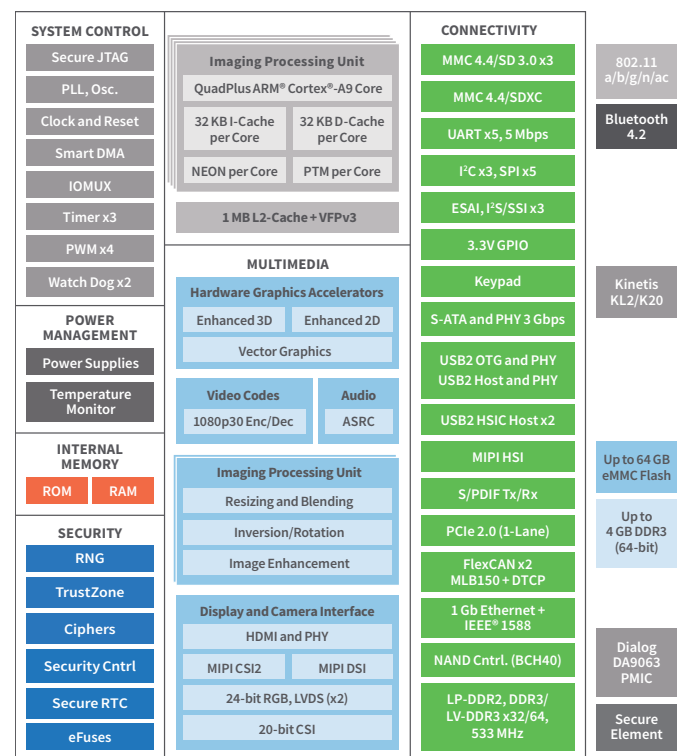 SYSTEM CONTROL
Secure JTAG
PLL, Osc.
Clock and Reset
Smart DMA
IOMUX
Timer x3
PWM x4
Watch Dog x2
POWER
MANAGEMENT
Power Supplies
Temperature
Monitor
INTERNAL
MEMORY
ROM
RAM
SECURITY
RNG
TrustZone
Ciphers
Security Cntrl
Secure RTC
eFuses
Imaging Processing Unit
QuadPlus ARM® Cortex®-A9 Core
32 KB I-Cache
per Core
32 KB D-Cache
per Core
NEON per Core
PTM per Core
1 MB L2-Cache + VFPv3
MULTIMEDIA
Hardware Graphics Accelerators
Enhanced 3D
Enhanced 2D
Vector Graphics
Video Codes
1080p30 Enc/Dec
Audio
ASRC
Imaging Processing Unit
Resizing and Blending
Inversion/Rotation
Image Enhancement
Display and Camera Interface
HDMI and PHY
MIPI CSI2
MIPI DSI
24-bit RGB, LVDS (x2)
20-bit CSI
CONNECTIVITY
MMC 4.4/SD 3.0 x3
MMC 4.4/SDXC
UART x5, 5 Mbps
I²C x3, SPI x5
ESAI, I²S/SSI x3
3.3V GPIO
Keypad
S-ATA and PHY 3 Gbps
USB2 OTG and PHY
USB2 Host and PHY
USB2 HSIC Host x2
MIPI HSI
S/PDIF Tx/Rx
PCIe 2.0 (1-Lane)
FlexCAN x2
MLB150 + DTCP
1 Gb Ethernet +
IEEE® 1588
NAND Cntrl. (BCH40)
LP-DDR2, DDR3/
LV-DDR3 x32/64,
533 MHz
802.11
a/b/g/n/ac
Bluetooth
4.2
Kinetis
KL2/K20
Up to 64 GB
eMMC Flash
Up to
4 GB DDR3
(64-bit)
Dialog
DA9063
PMIC
Secure
Element